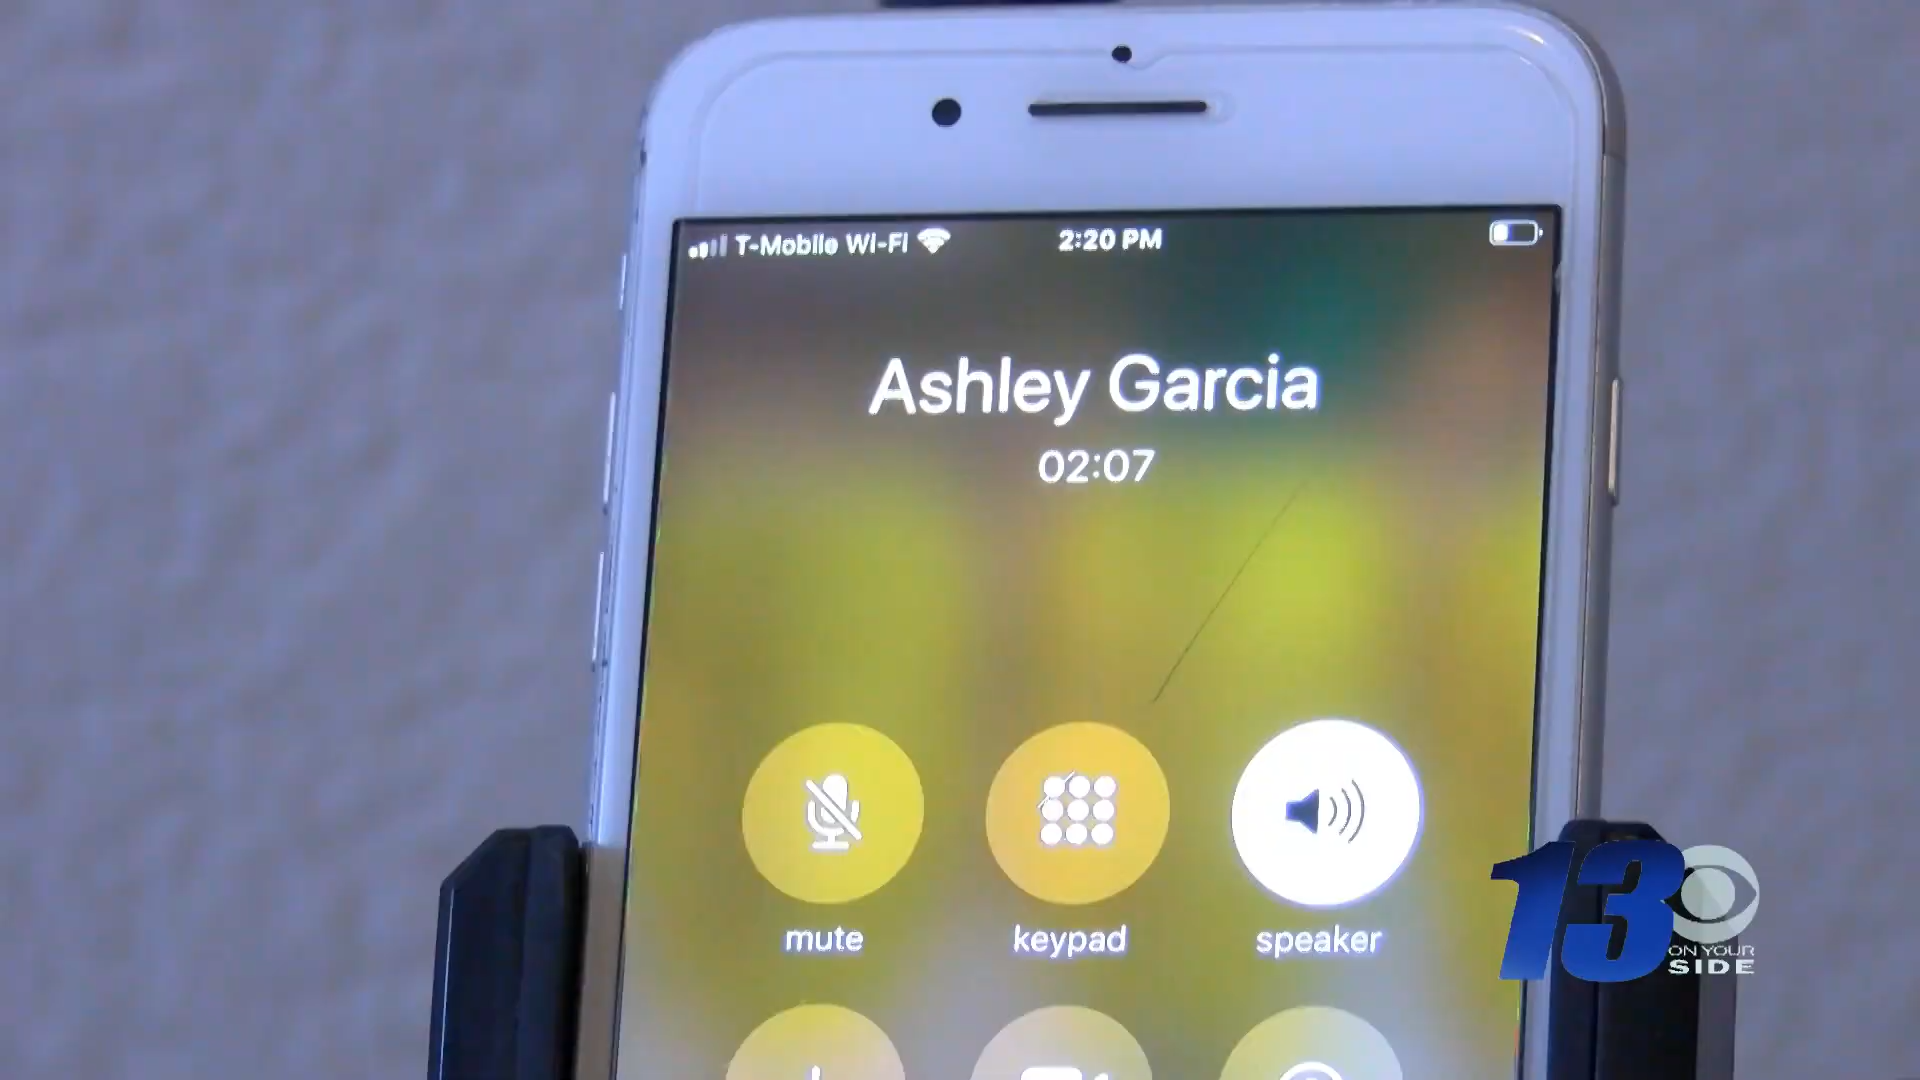 T-Mobile Wi-Fi 2:20 PM
Ashley Garcia
02:07
mute keypad speaker
13
ON YOUR
SIDE